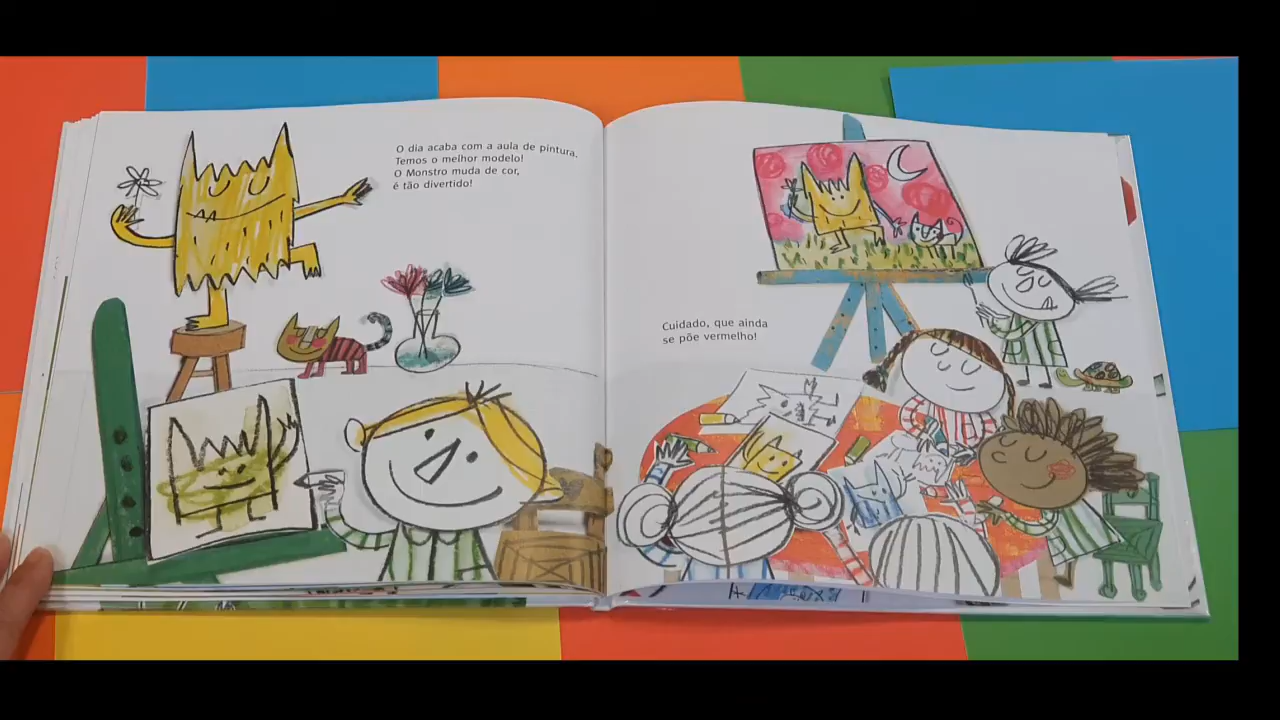 O dia acaba com a aula de pintura.
Temos o melhor modelo!
O Monstro muda de cor,
é tão divertido!
Cuidado, que ainda
se põe vermelho!